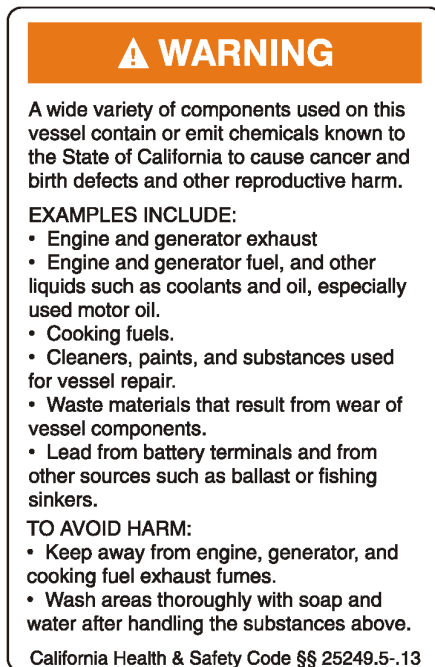 ⚠ WARNING
A wide variety of components used on this
vessel contain or emit chemicals known to
the State of California to cause cancer and
birth defects and other reproductive harm.
EXAMPLES INCLUDE:
• Engine and generator exhaust
• Engine and generator fuel, and other
liquids such as coolants and oil, especially
used motor oil.
• Cooking fuels.
• Cleaners, paints, and substances used
for vessel repair.
• Waste materials that result from wear of
vessel components.
• Lead from battery terminals and from
other sources such as ballast or fishing
sinkers.
TO AVOID HARM:
• Keep away from engine, generator, and
cooking fuel exhaust fumes.
• Wash areas thoroughly with soap and
water after handling the substances above.
California Health & Safety Code §§ 25249.5-.13